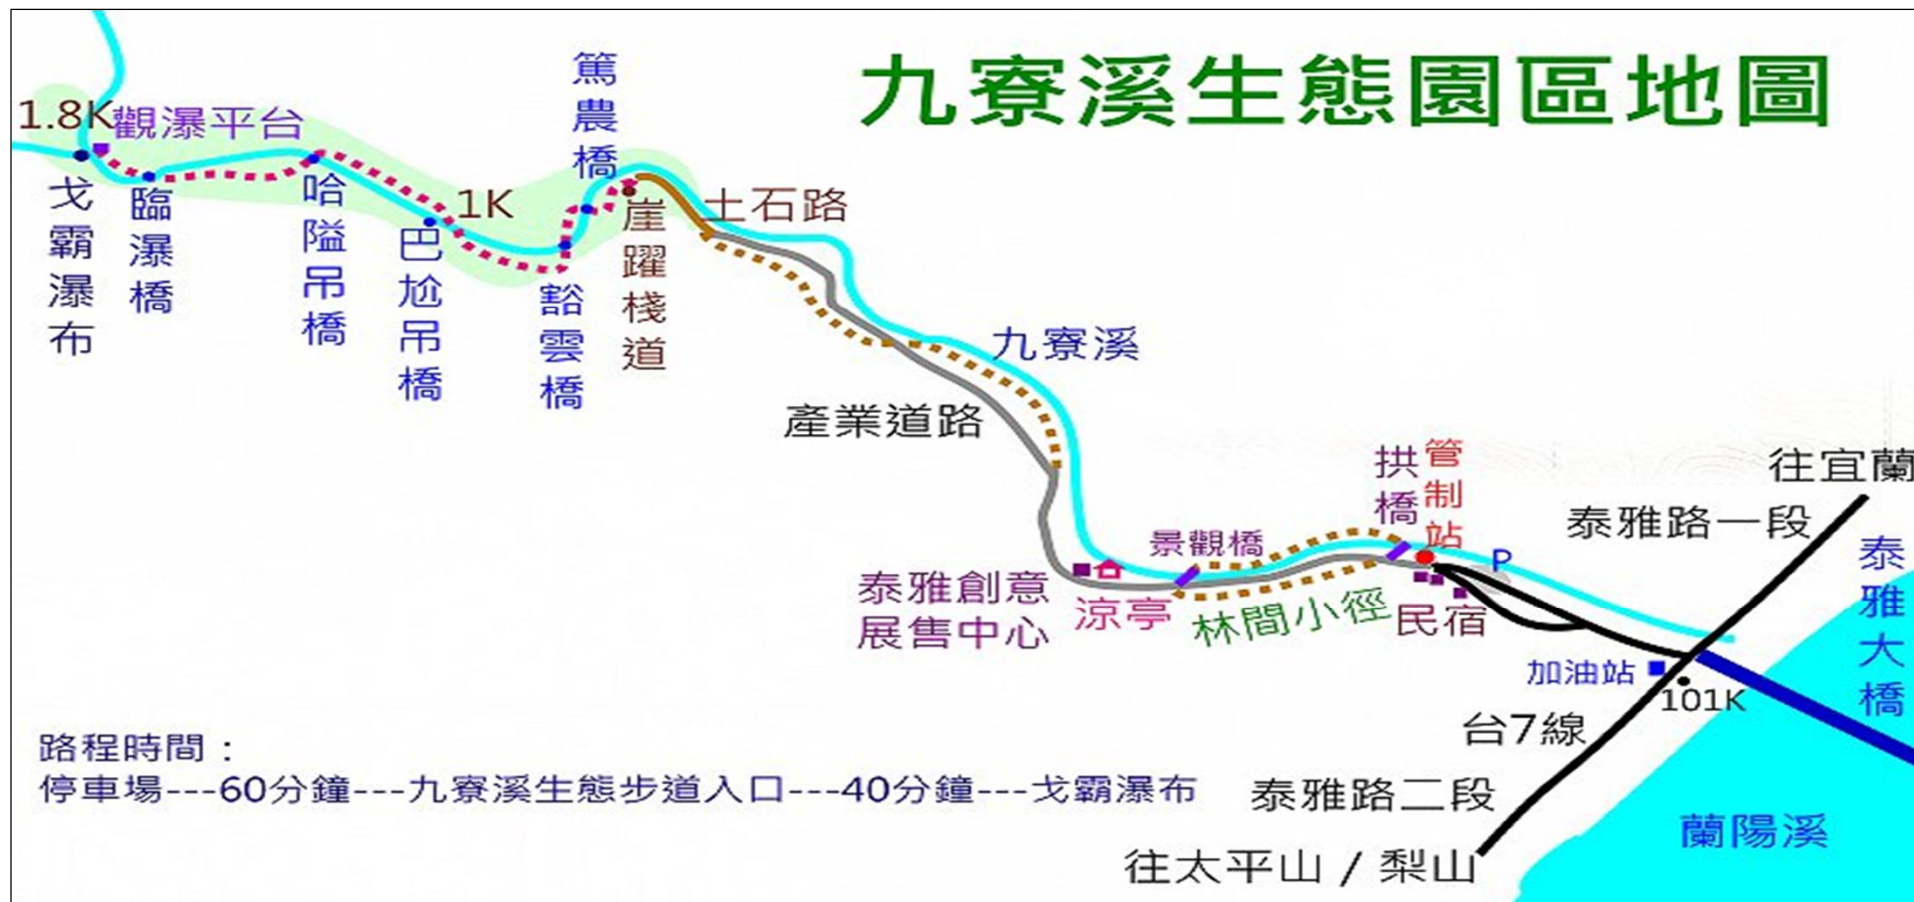 九寮溪生態園區地圖
1.8K
觀瀑平台
戈霸瀑布
臨瀑橋
哈隘吊橋
巴尬吊橋
1K
豁雲橋
篤農橋
崖躍棧道
土石路
九寮溪
產業道路
泰雅創意
展售中心
涼亭
景觀橋
林間小徑
拱橋
管制站
P
民宿
往宜蘭
泰雅路一段
泰雅大橋
加油站
101K
台7線
泰雅路二段
往太平山 / 梨山
蘭陽溪
路程時間：
停車場---60分鐘---九寮溪生態步道入口---40分鐘---戈霸瀑布